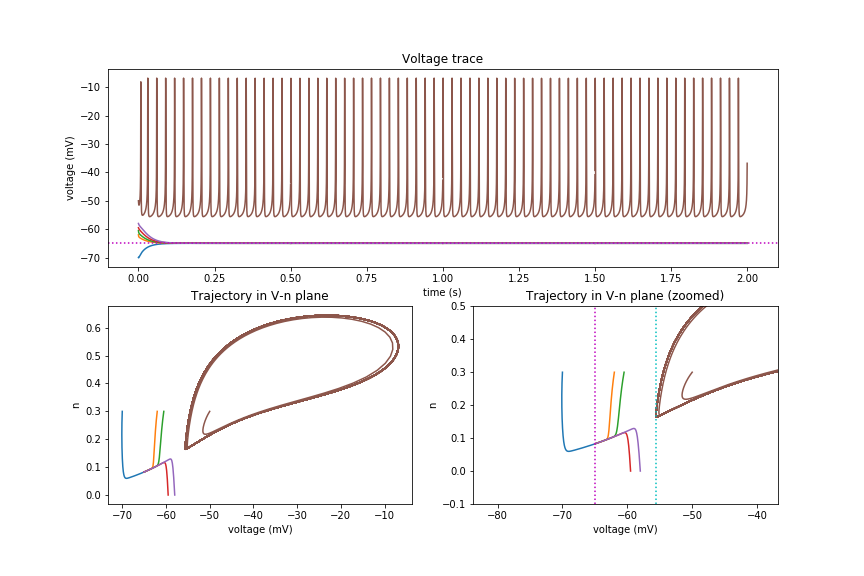 Voltage trace
voltage (mV)
−10
−20
−30
−40
−50
−60
−70
0.00 0.25 0.50 0.75 1.00 1.25 1.50 1.75 2.00
time (s)
Trajectory in V-n plane
n
0.6
0.5
0.4
0.3
0.2
0.1
0.0
−70 −60 −50 −40 −30 −20 −10
voltage (mV)
Trajectory in V-n plane (zoomed)
n
0.5
0.4
0.3
0.2
0.1
0.0
−0.1
−80 −70 −60 −50 −40
voltage (mV)